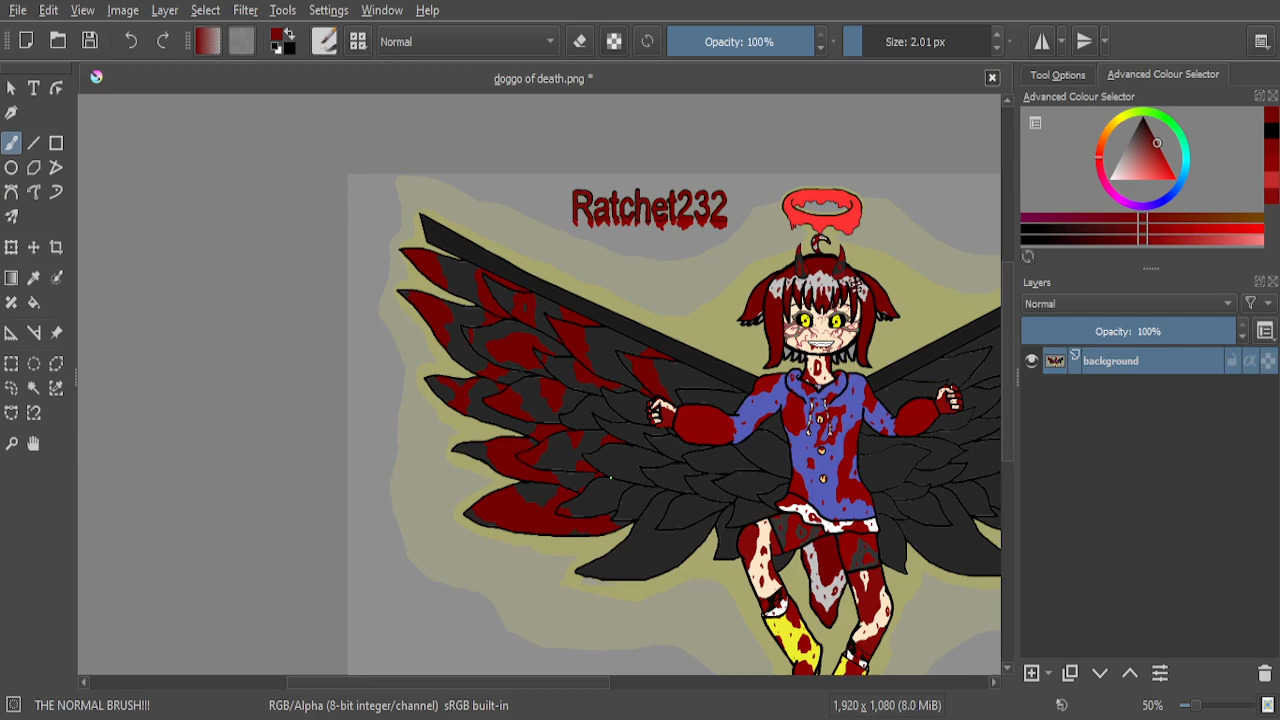 File Edit View Image Layer Select Filter Tools Settings Window Help
Normal Opacity: 100% Size: 2.01 px
doggo of death.png *
Tool Options Advanced Colour Selector
Advanced Colour Selector
Ratchet232
Layers
Normal
Opacity: 100%
background
THE NORMAL BRUSH!!! RGB/Alpha (8-bit integer/channel) sRGB built-in 1,920 x 1,080 (8.0 MiB) 50%